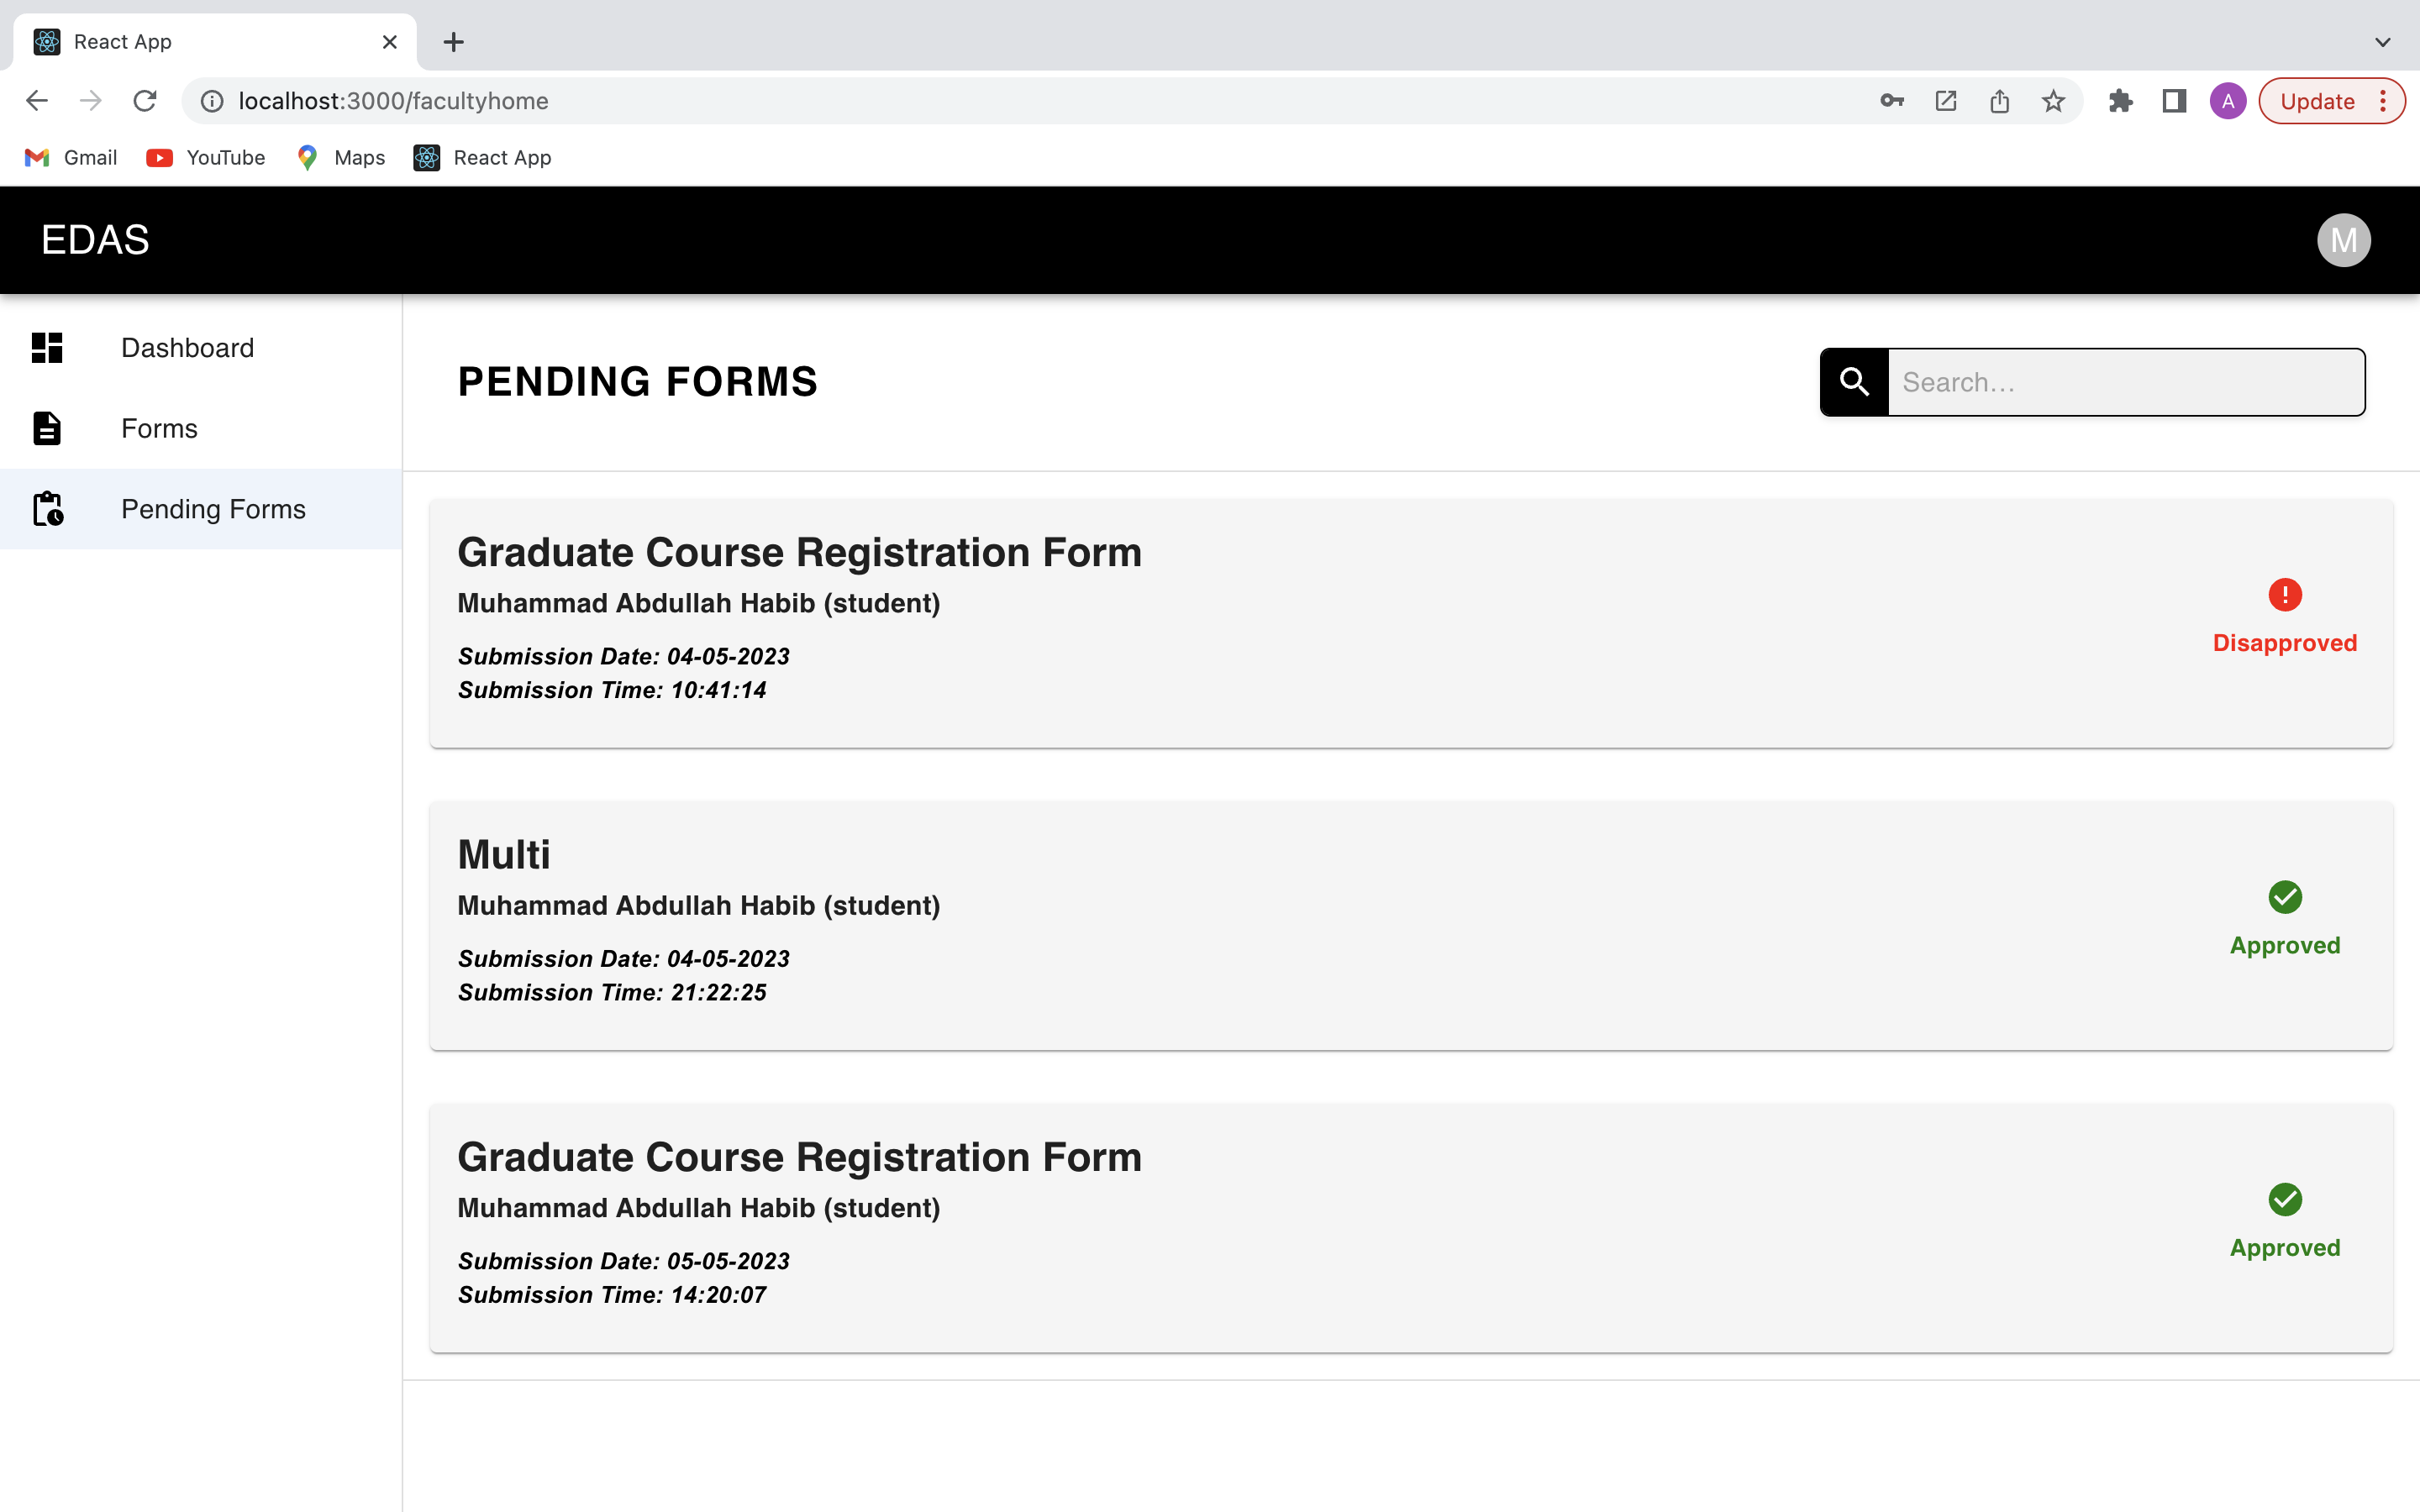 React App
localhost:3000/facultyhome
A
Update
Gmail
YouTube
Maps
React App
EDAS
M
Dashboard
Forms
Pending Forms
PENDING FORMS
Search...
Graduate Course Registration Form
Muhammad Abdullah Habib (student)
Submission Date: 04-05-2023
Submission Time: 10:41:14
Disapproved
Multi
Muhammad Abdullah Habib (student)
Submission Date: 04-05-2023
Submission Time: 21:22:25
Approved
Graduate Course Registration Form
Muhammad Abdullah Habib (student)
Submission Date: 05-05-2023
Submission Time: 14:20:07
Approved